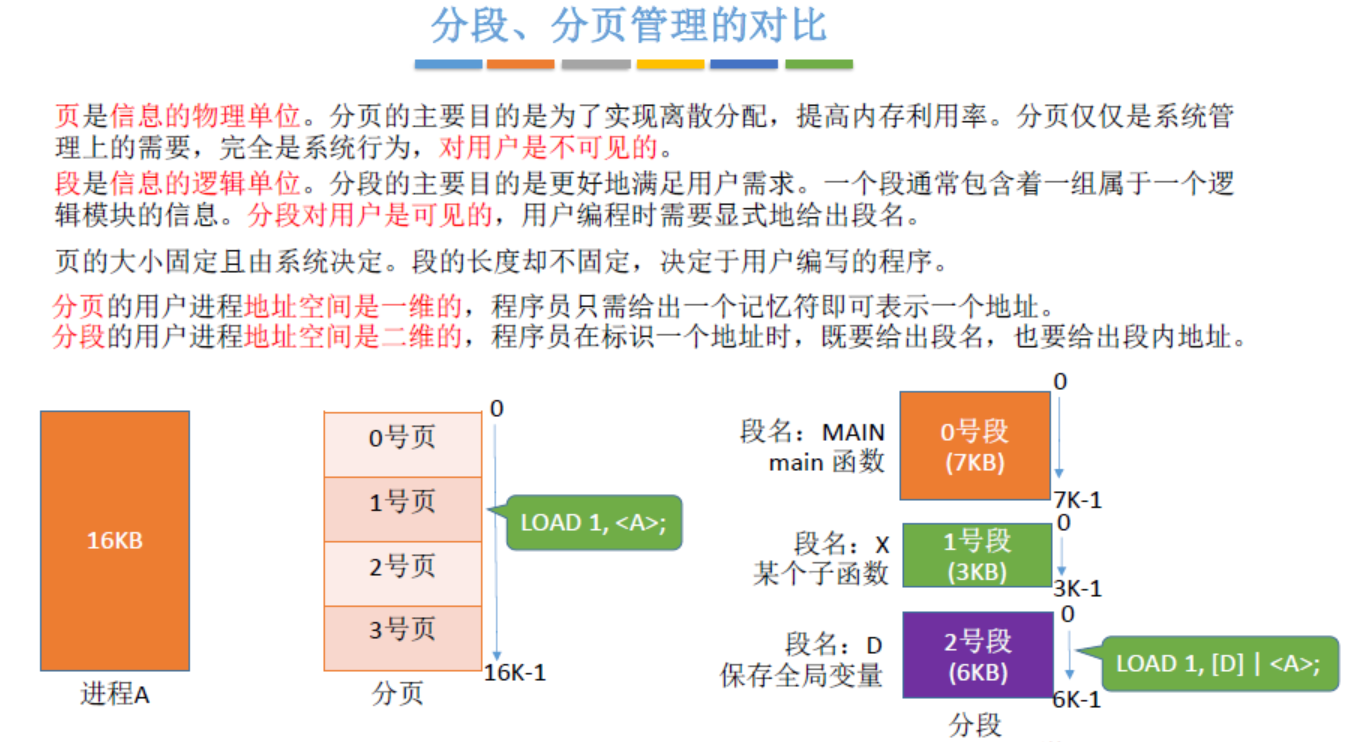 分段、分页管理的对比
页是信息的物理单位。分页的主要目的是为了实现离散分配，提高内存利用率。分页仅仅是系统管
理上的需要，完全是系统行为，对用户是不可见的。
段是信息的逻辑单位。分段的主要目的是更好地满足用户需求。一个段通常包含着一组属于一个逻
辑模块的信息。分段对用户是可见的，用户编程时需要显式地给出段名。
页的大小固定且由系统决定。段的长度却不固定，决定于用户编写的程序。
分页的用户进程地址空间是一维的，程序员只需给出一个记忆符即可表示一个地址。
分段的用户进程地址空间是二维的，程序员在标识一个地址时，既要给出段名，也要给出段内地址。
16KB
进程A
0
0号页
1号页
2号页
3号页
16K-1
分页
LOAD 1, <A>;
段名：MAIN
main 函数
0号段
(7KB)
0
7K-1
段名：X
某个子函数
1号段
(3KB)
0
3K-1
段名：D
保存全局变量
2号段
(6KB)
0
6K-1
LOAD 1, [D] | <A>;
分段